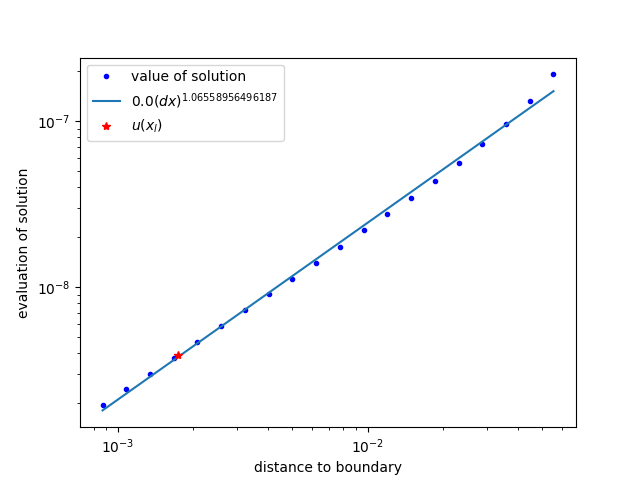 value of solution
0.0(dx)^1.06558956496187
u(x_l)
10^-7
10^-8
evaluation of solution
10^-3
10^-2
distance to boundary